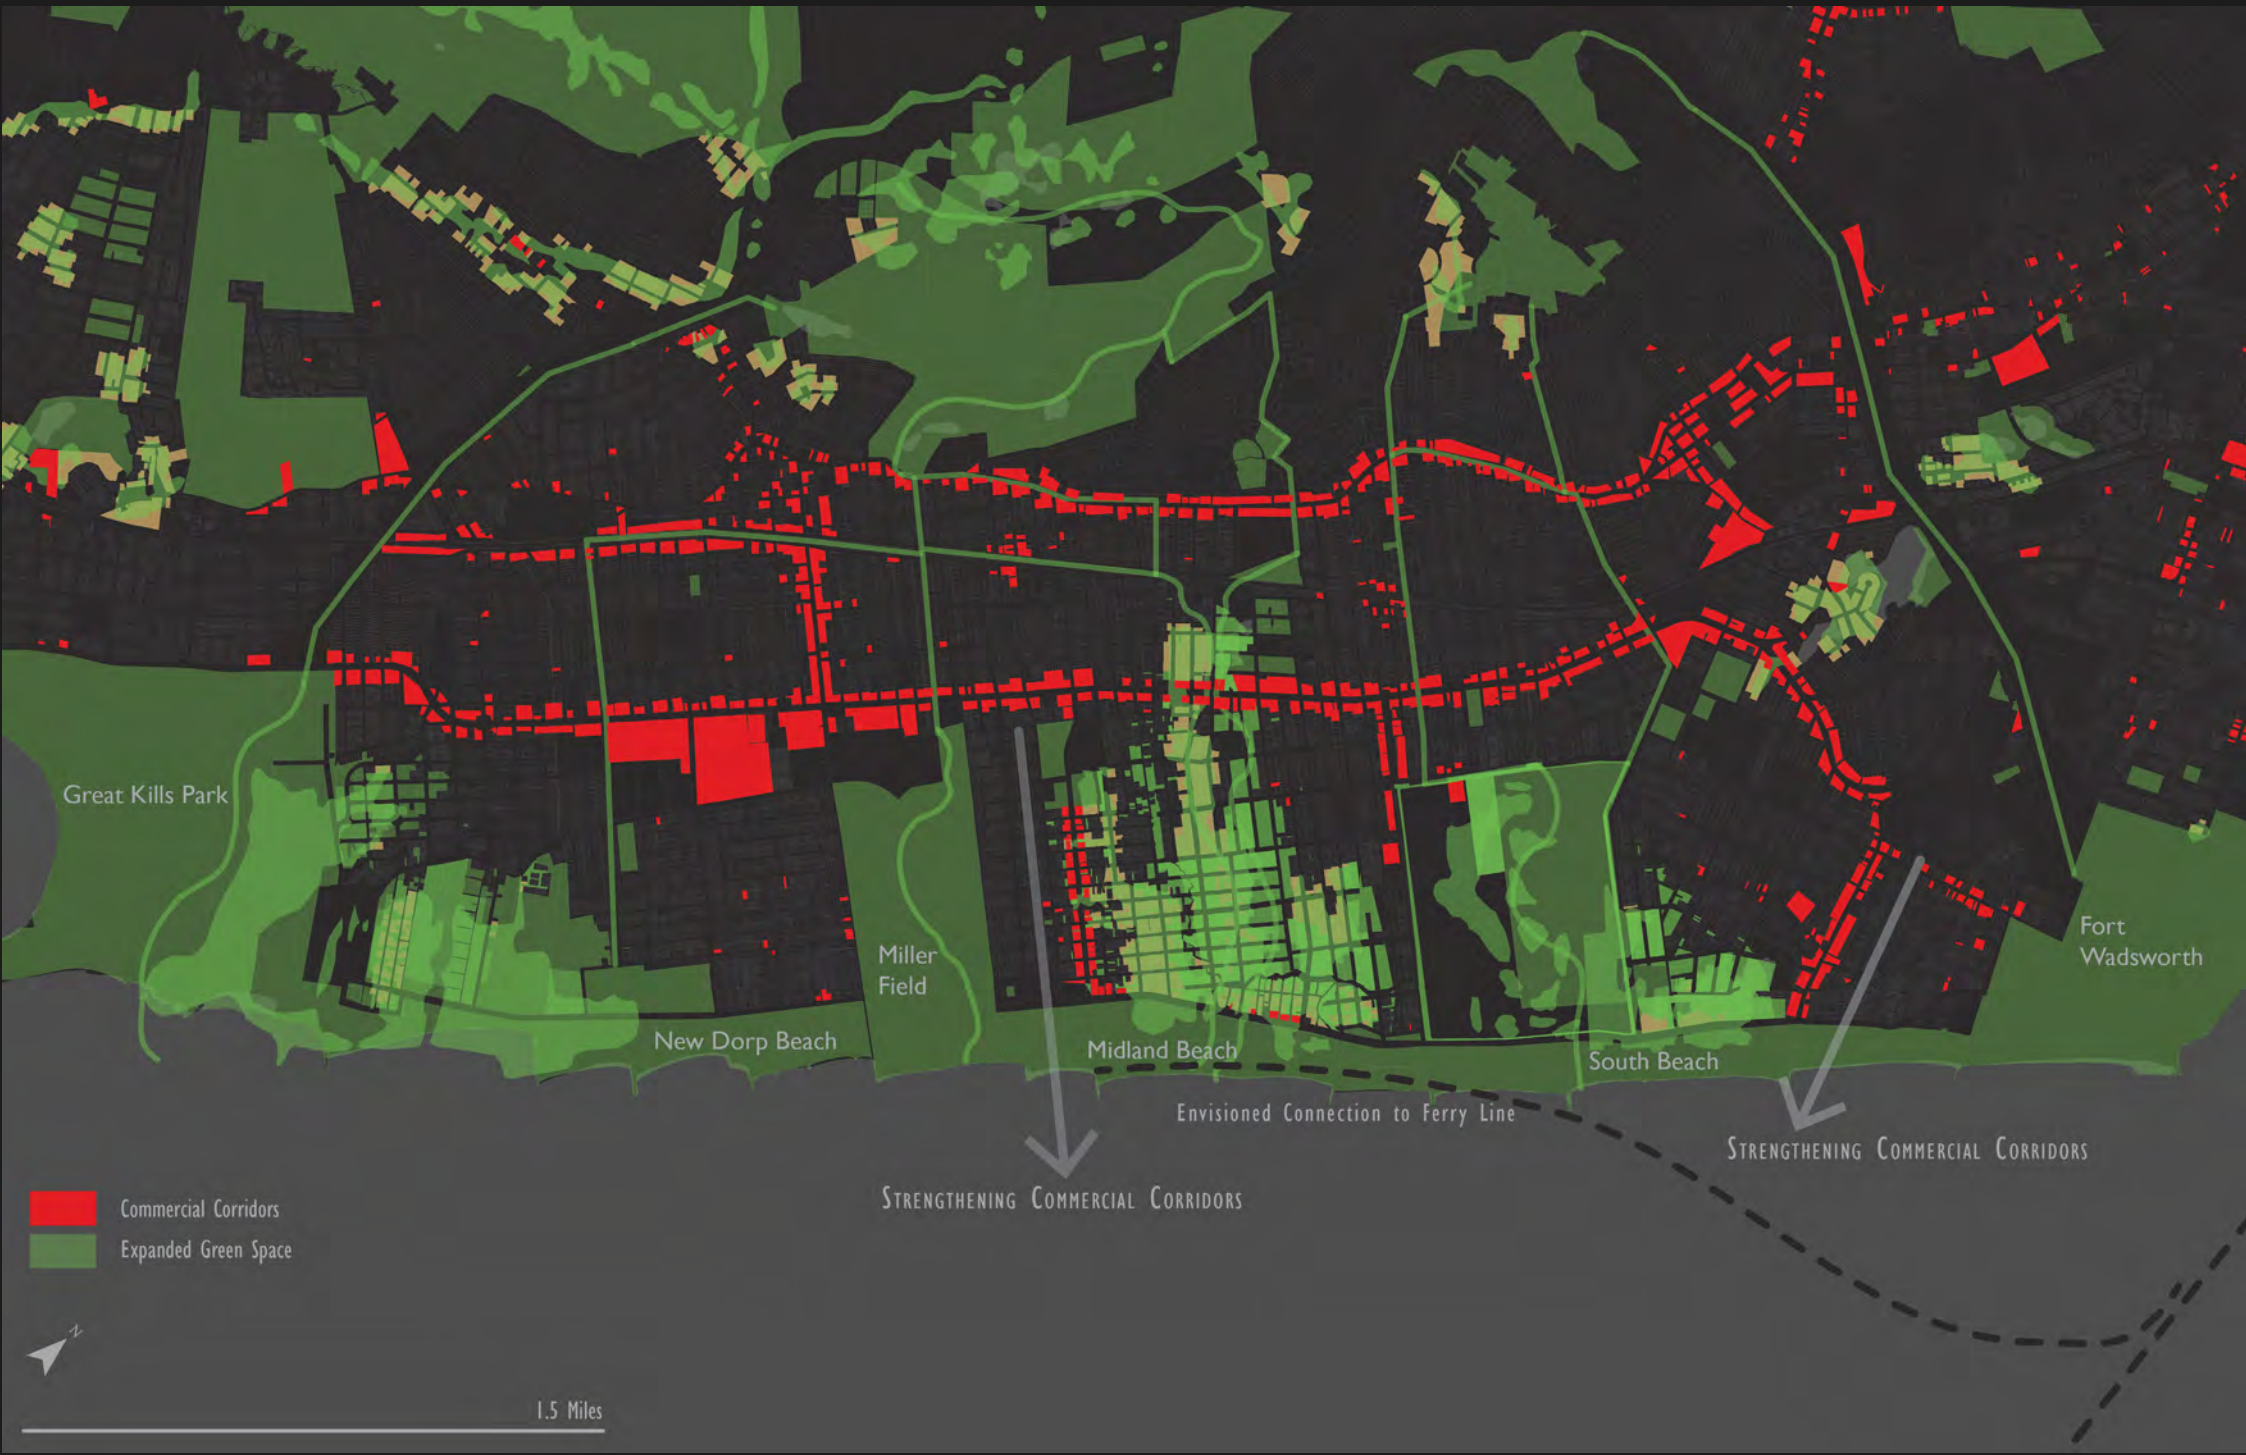 Great Kills Park
Fort
Wadsworth
Miller
Field
New Dorp Beach
Midland Beach
South Beach
Envisioned Connection to Ferry Line
Strengthening Commercial Corridors
Strengthening Commercial Corridors
Commercial Corridors
Expanded Green Space
N
1.5 Miles